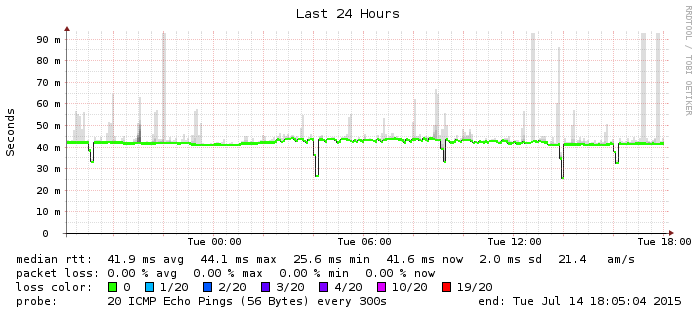 Last 24 Hours
RRDTOOL / TOBI OETIKER
Seconds
90 m
80 m
70 m
60 m
50 m
40 m
30 m
20 m
10 m
0
Tue 00:00 Tue 06:00 Tue 12:00 Tue 18:00
median rtt: 41.9 ms avg 44.1 ms max 25.6 ms min 41.6 ms now 2.0 ms sd 21.4 am/s
packet loss: 0.00 % avg 0.00 % max 0.00 % min 0.00 % now
loss color: 0 1/20 2/20 3/20 4/20 10/20 19/20
probe: 20 ICMP Echo Pings (56 Bytes) every 300s end: Tue Jul 14 18:05:04 2015